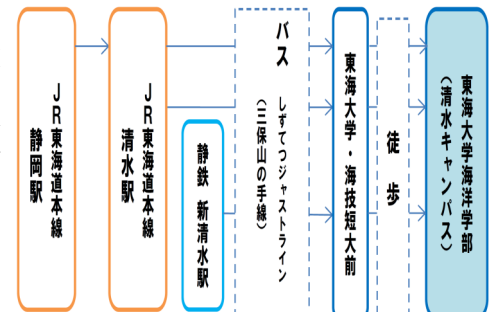 JR東海道本線
静岡駅
JR東海道本線
清水駅
静鉄 新清水駅
バス
しずてつジャストライン
(三保山の手線)
東海大学・海技短大前
徒歩
東海大学海洋学部
(清水キャンパス)